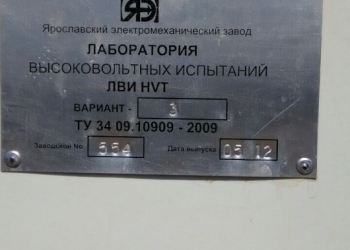 ЯЭ
Ярославский электромеханический завод
ЛАБОРАТОРИЯ
ВЫСОКОВОЛЬТНЫХ ИСПЫТАНИЙ
ЛВИ HVT
ВАРИАНТ - 3
ТУ 34 09.10909 - 2009
Заводской No 554 Дата выпуска 05 12